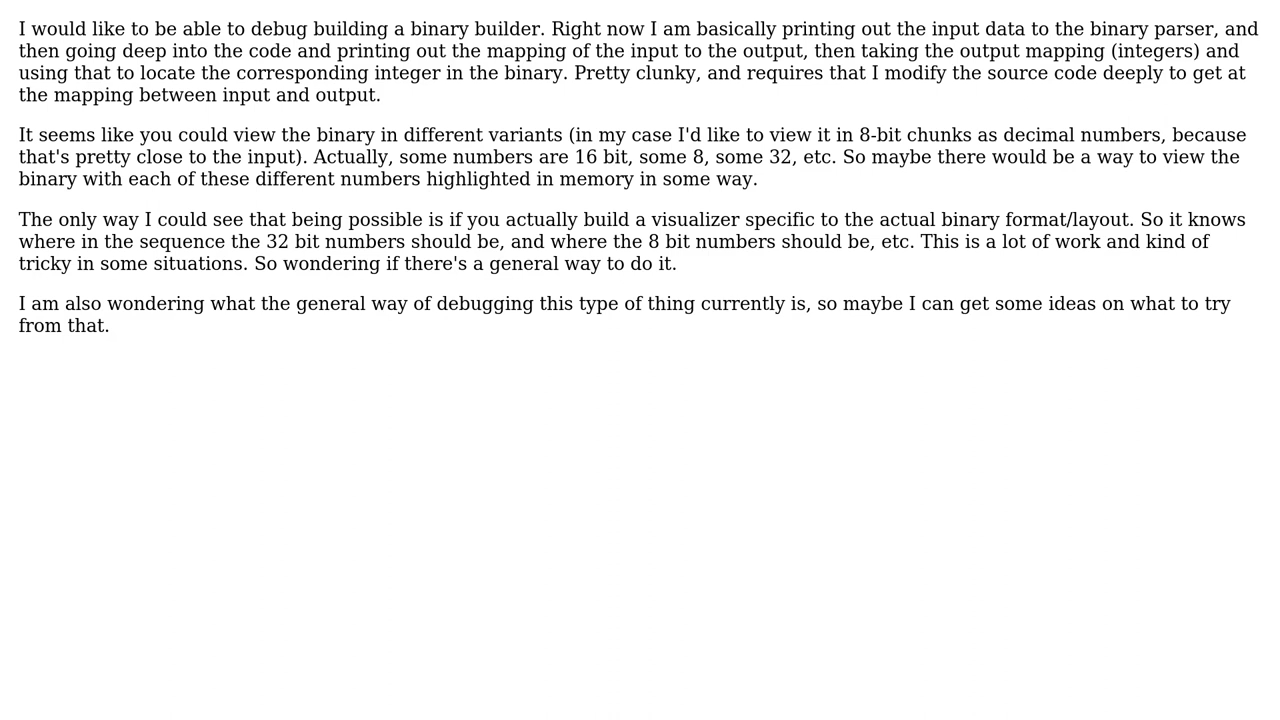 I would like to be able to debug building a binary builder. Right now I am basically printing out the input data to the binary parser, and
then going deep into the code and printing out the mapping of the input to the output, then taking the output mapping (integers) and
using that to locate the corresponding integer in the binary. Pretty clunky, and requires that I modify the source code deeply to get at
the mapping between input and output.
It seems like you could view the binary in different variants (in my case I'd like to view it in 8-bit chunks as decimal numbers, because
that's pretty close to the input). Actually, some numbers are 16 bit, some 8, some 32, etc. So maybe there would be a way to view the
binary with each of these different numbers highlighted in memory in some way.
The only way I could see that being possible is if you actually build a visualizer specific to the actual binary format/layout. So it knows
where in the sequence the 32 bit numbers should be, and where the 8 bit numbers should be, etc. This is a lot of work and kind of
tricky in some situations. So wondering if there's a general way to do it.
I am also wondering what the general way of debugging this type of thing currently is, so maybe I can get some ideas on what to try
from that.